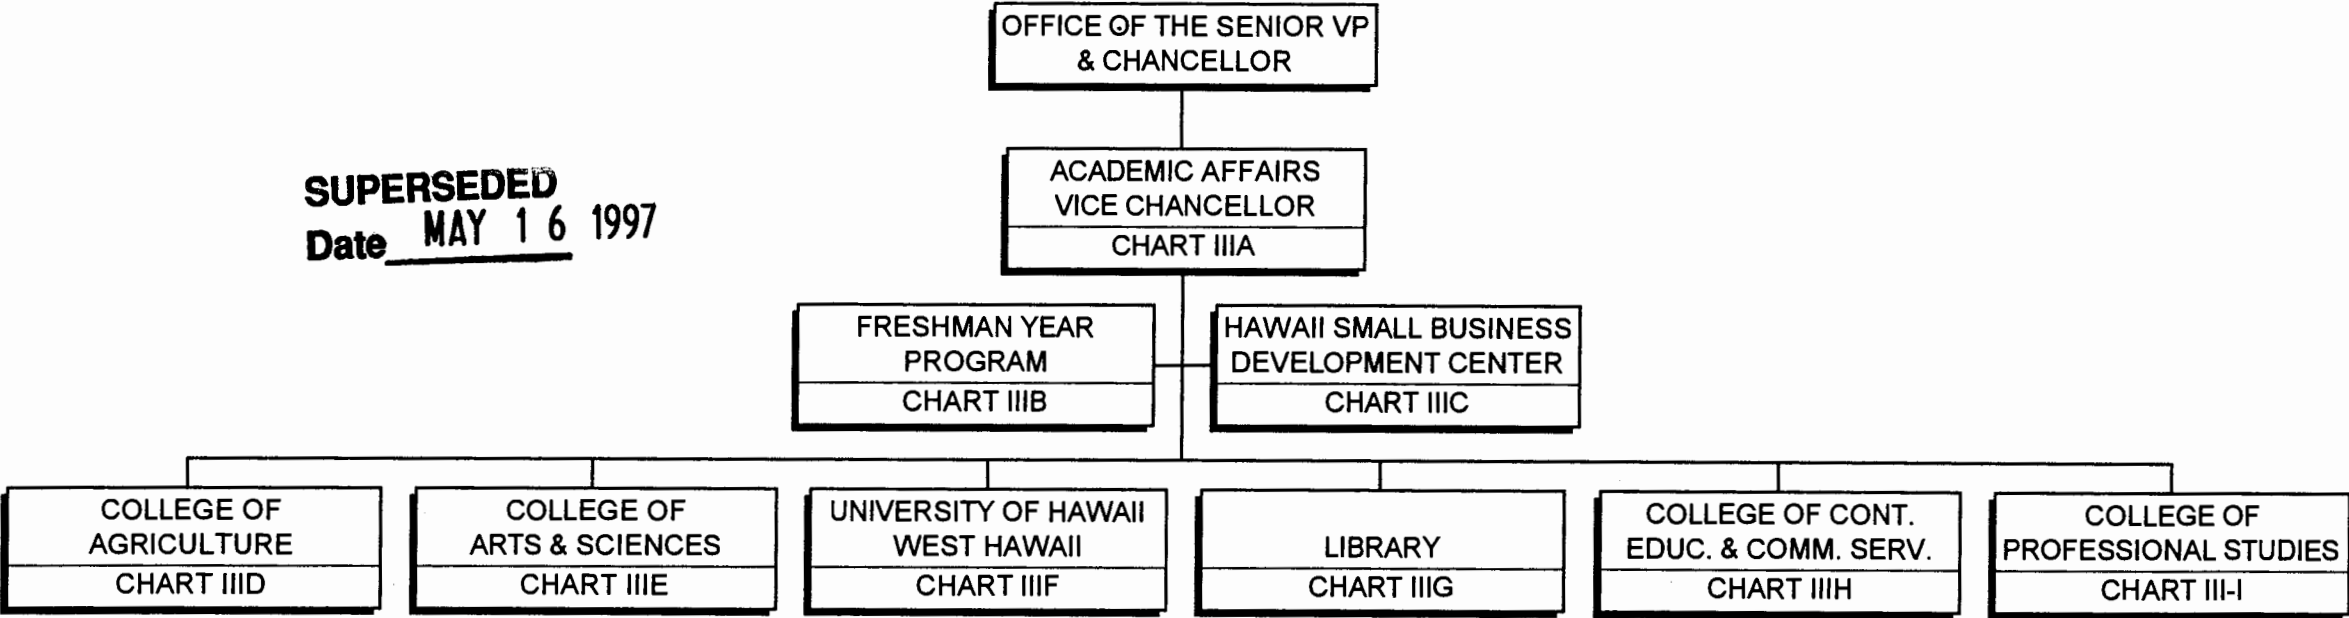 OFFICE OF THE SENIOR VP
& CHANCELLOR
ACADEMIC AFFAIRS
VICE CHANCELLOR
CHART IIIA
SUPERSEDED
Date MAY 16 1997
FRESHMAN YEAR
PROGRAM
CHART IIIB
HAWAII SMALL BUSINESS
DEVELOPMENT CENTER
CHART IIIC
COLLEGE OF
AGRICULTURE
CHART IIID
COLLEGE OF
ARTS & SCIENCES
CHART IIIE
UNIVERSITY OF HAWAII
WEST HAWAII
CHART IIIF
LIBRARY
CHART IIIG
COLLEGE OF CONT.
EDUC. & COMM. SERV.
CHART IIIH
COLLEGE OF
PROFESSIONAL STUDIES
CHART III-I